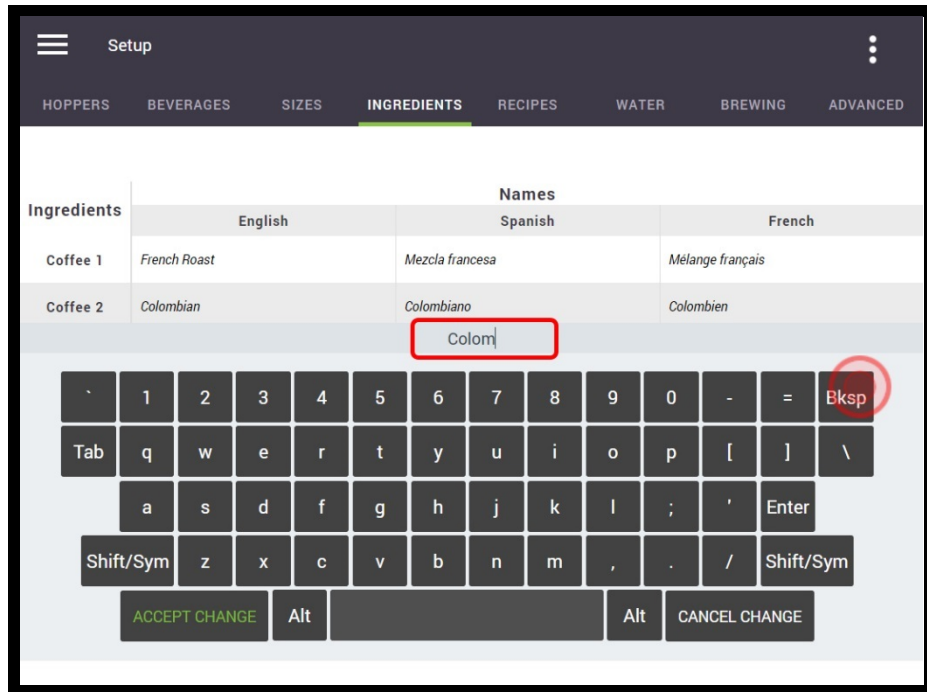 Setup
HOPPERS BEVERAGES SIZES INGREDIENTS RECIPES WATER BREWING ADVANCED
Names
Ingredients
English Spanish French
Coffee 1 French Roast Mezcla francesa Mélange français
Coffee 2 Colombian Colombiano Colombien
Colom
` 1 2 3 4 5 6 7 8 9 0 - = Bksp
Tab q w e r t y u i o p [ ] \
a s d f g h j k l ; ' Enter
Shift/Sym z x c v b n m , . / Shift/Sym
ACCEPT CHANGE Alt Alt CANCEL CHANGE